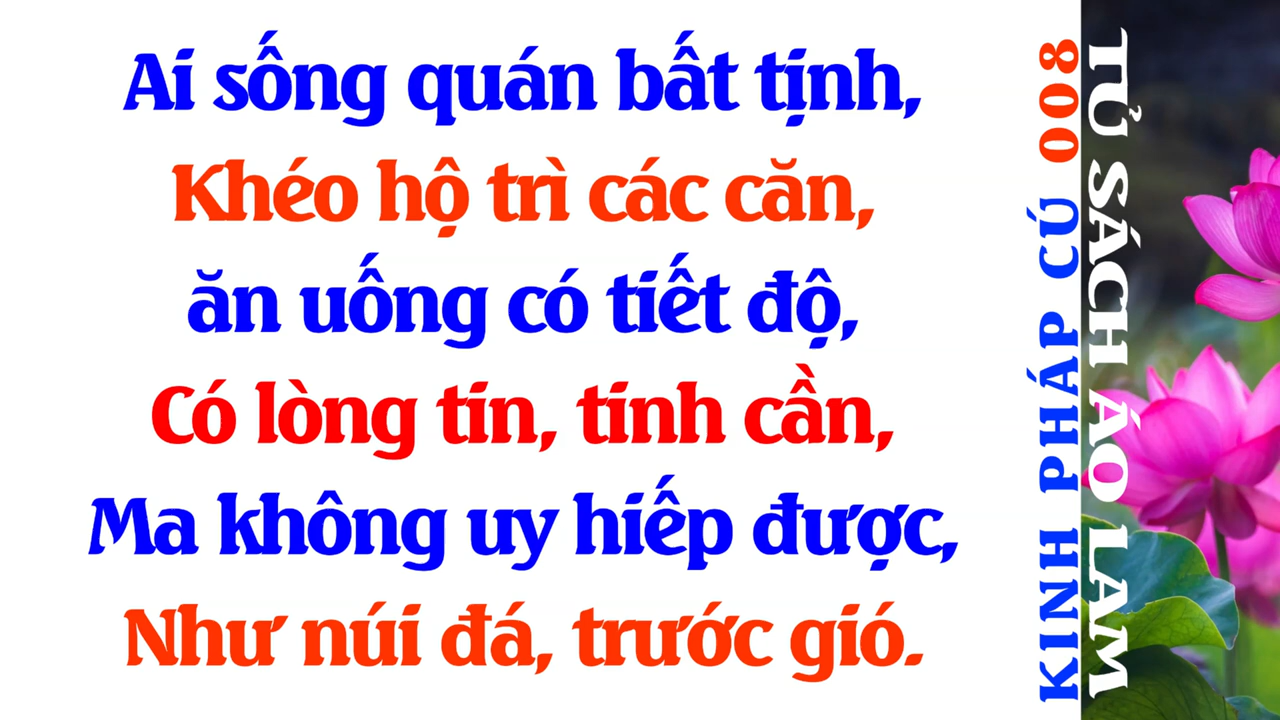 Ai sống quán bất tịnh,
Khéo hộ trì các căn,
ăn uống có tiết độ,
Có lòng tin, tinh cần,
Ma không uy hiếp được,
Như núi đá, trước gió.
KINH PHÁP CÚ 008
TỦ SÁCH ÁO LAM